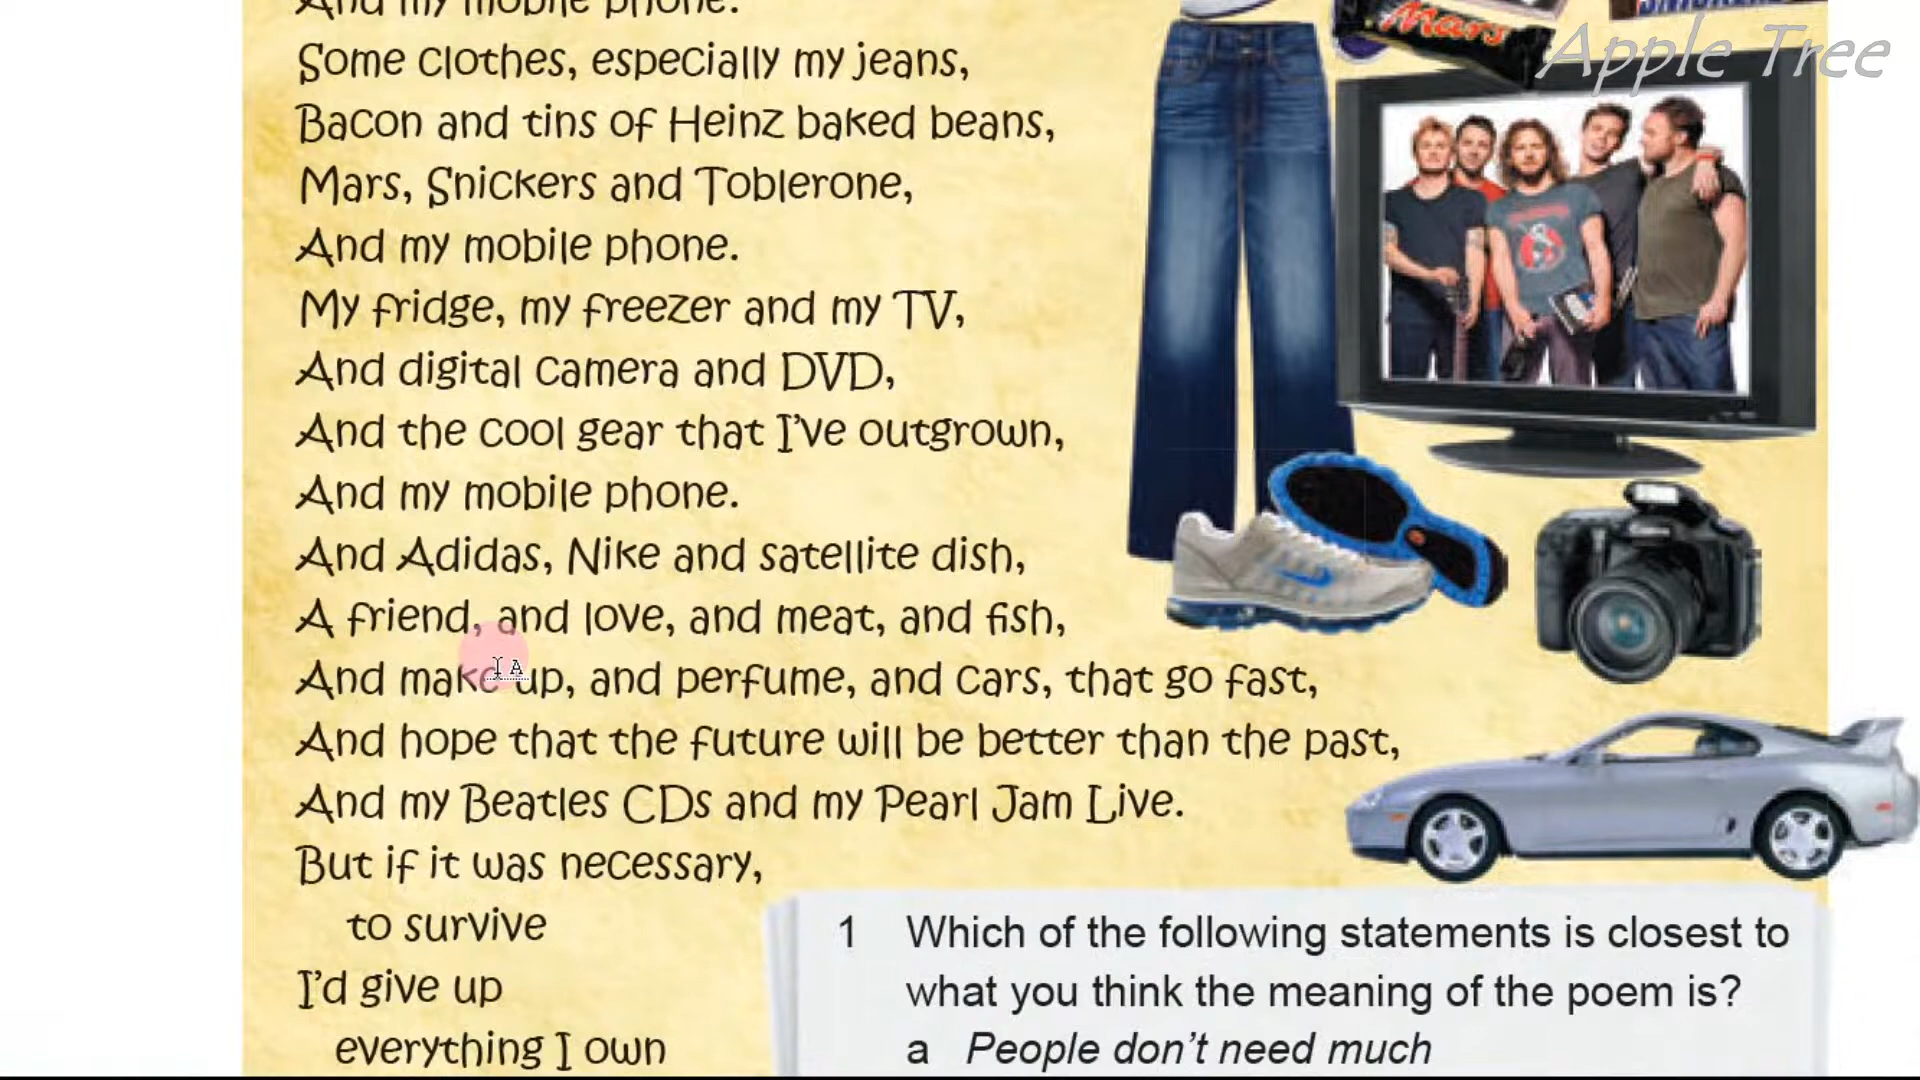 And my mobile phone.
Some clothes, especially my jeans,
Bacon and tins of Heinz baked beans,
Mars, Snickers and Toblerone,
And my mobile phone.
My fridge, my freezer and my TV,
And digital camera and DVD,
And the cool gear that I've outgrown,
And my mobile phone.
And Adidas, Nike and satellite dish,
A friend, and love, and meat, and fish,
And make up, and perfume, and cars, that go fast,
And hope that the future will be better than the past,
And my Beatles CDs and my Pearl Jam Live.
But if it was necessary,
to survive
I'd give up
everything I own
Mars
SNICKERS
Apple Tree
1 Which of the following statements is closest to
what you think the meaning of the poem is?
a People don't need much